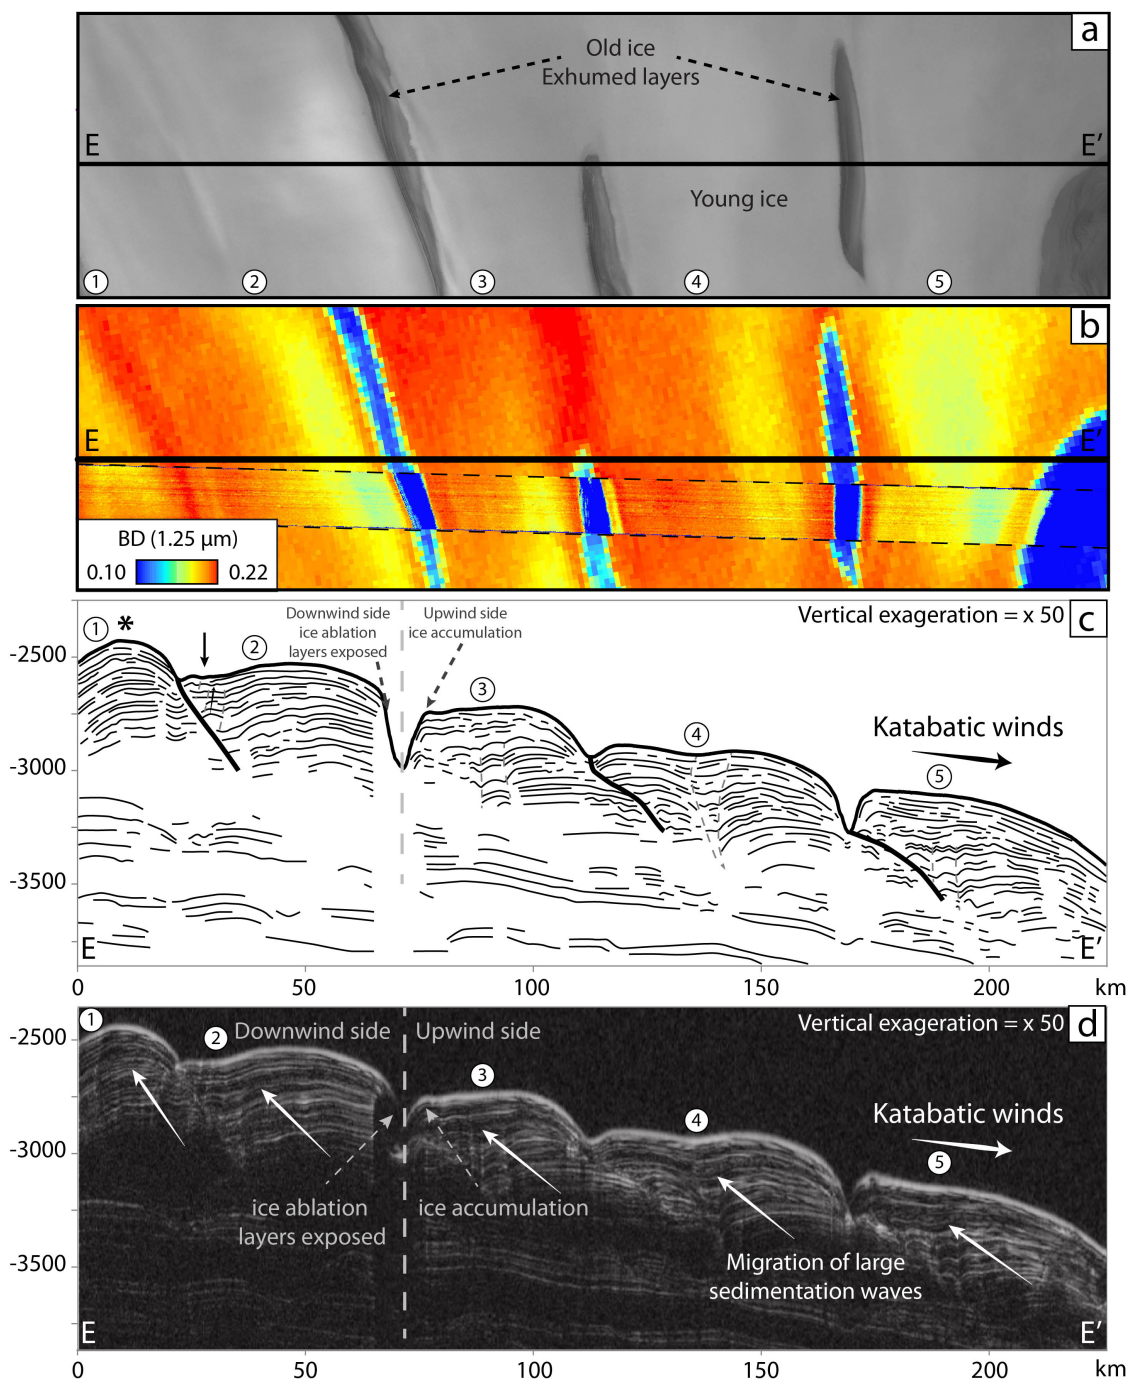 a
Old ice
Exhumed layers
E
E’
Young ice
1
2
3
4
5
b
E
E’
BD (1.25 μm)
0.10
0.22
c
Vertical exageration = x 50
1
*
2
Downwind side
ice ablation
layers exposed
Upwind side
ice accumulation
3
4
5
Katabatic winds
-2500
-3000
-3500
E
E’
0
50
100
150
200
km
d
Vertical exageration = x 50
1
2
Downwind side
Upwind side
3
4
5
Katabatic winds
-2500
-3000
-3500
ice ablation
layers exposed
ice accumulation
Migration of large
sedimentation waves
E
E’
0
50
100
150
200
km